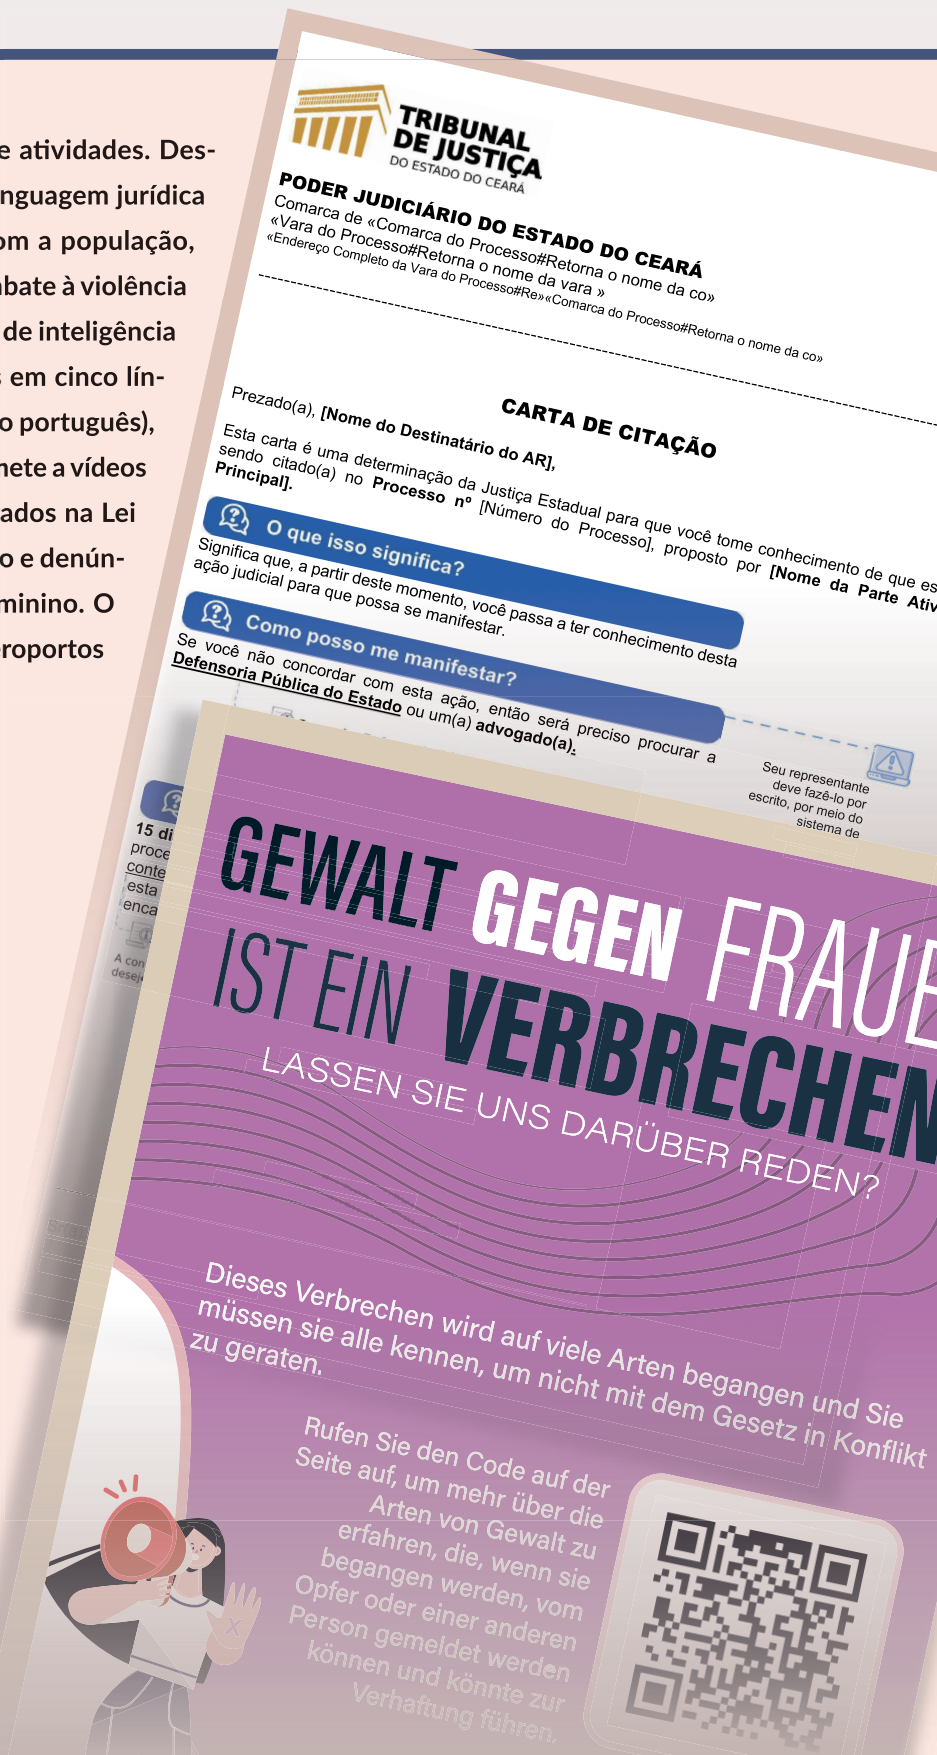 e atividades. Des-
nguagem jurídica
om a população,
bate à violência
de inteligência
s em cinco lín-
o português),
nete a vídeos
ados na Lei
o e denún-
minino. O
roportos
TRIBUNAL
DE JUSTIÇA
DO ESTADO DO CEARÁ
PODER JUDICIÁRIO DO ESTADO DO CEARÁ
Comarca de «Comarca do Processo#Retorna o nome da co»
«Vara do Processo#Retorna o nome da vara »
«Endereço Completo da Vara do Processo#Re»«Comarca do Processo#Retorna o nome da co»
CARTA DE CITAÇÃO
Prezado(a), [Nome do Destinatário do AR],
Esta carta é uma determinação da Justiça Estadual para que você tome conhecimento de que es
sendo citado(a) no Processo nº [Número do Processo], proposto por [Nome da Parte Ativ
Principal].
O que isso significa?
Significa que, a partir deste momento, você passa a ter conhecimento desta
ação judicial para que possa se manifestar.
Como posso me manifestar?
Se você não concordar com esta ação, então será preciso procurar a
Defensoria Pública do Estado ou um(a) advogado(a).
Seu representante
deve fazê-lo por
escrito, por meio do
sistema de
15 di
proce
conte
esta
enca
A con
desej
GEWALT GEGEN FRAUE
IST EIN VERBRECHEN
LASSEN SIE UNS DARÜBER REDEN?
Dieses Verbrechen wird auf viele Arten begangen und Sie
müssen sie alle kennen, um nicht mit dem Gesetz in Konflikt
zu geraten.
Rufen Sie den Code auf der
Seite auf, um mehr über die
Arten von Gewalt zu
erfahren, die, wenn sie
begangen werden, vom
Opfer oder einer anderen
Person gemeldet werden
können und könnte zur
Verhaftung führen.
X